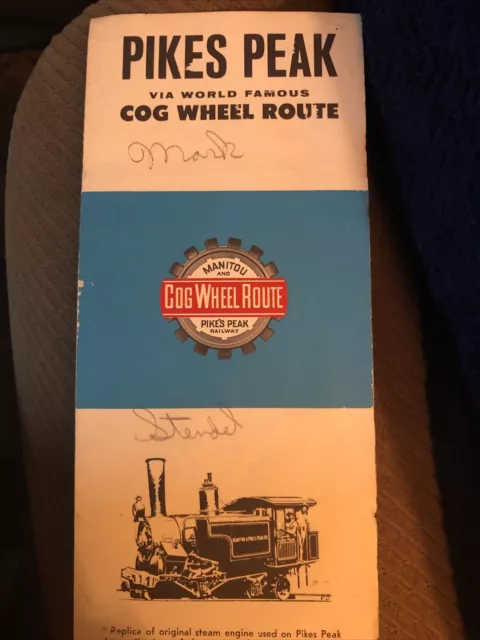 PIKES PEAK
VIA WORLD FAMOUS
COG WHEEL ROUTE
Mark
MANITOU
AND
COG WHEEL ROUTE
PIKE'S PEAK
RAILWAY
Stendel
Replica of original steam engine used on Pikes Peak